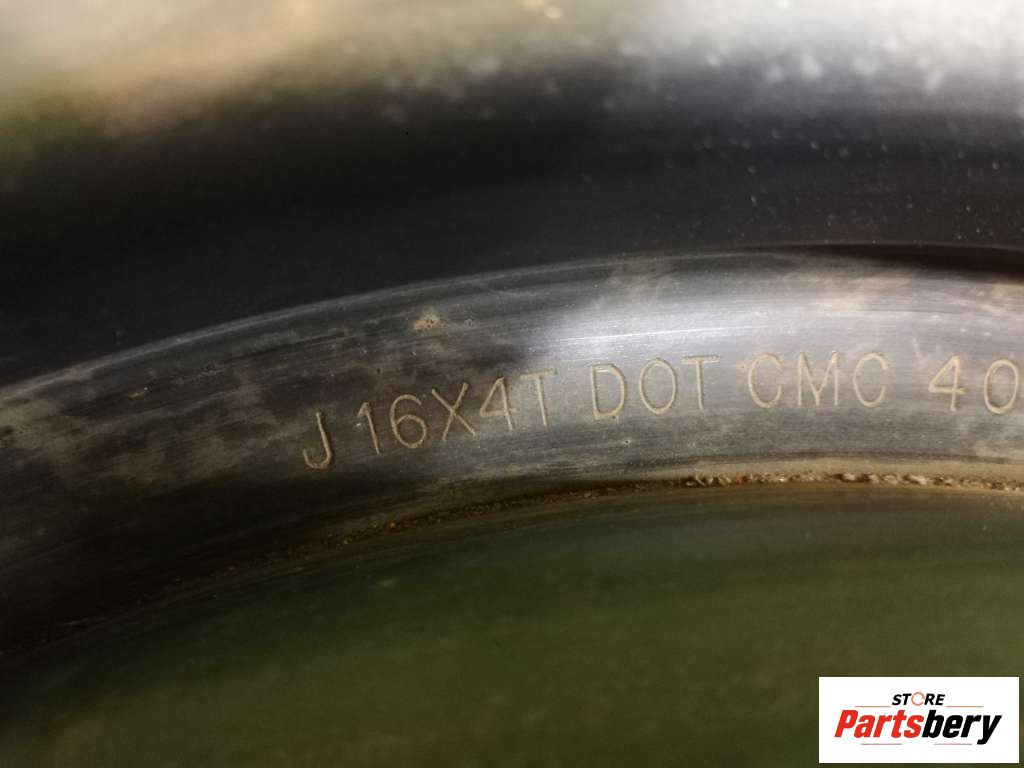 J 16X4T DOT CMC 40
STORE
Partsbery